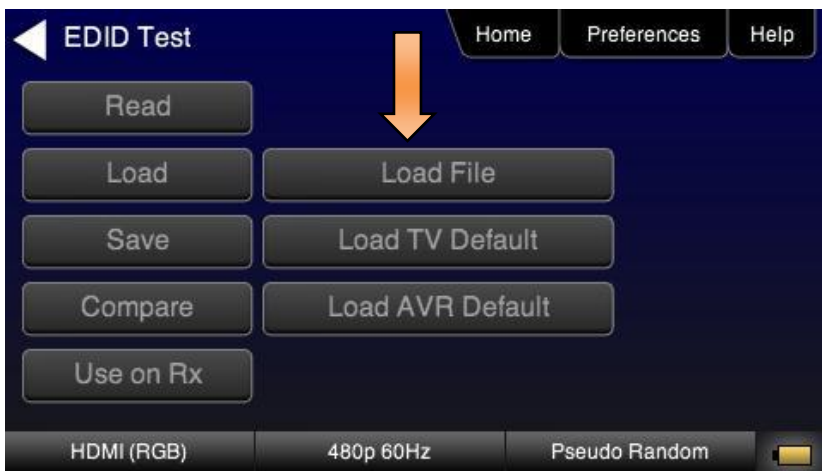 EDID Test
Home Preferences Help
Read
Load Load File
Save Load TV Default
Compare Load AVR Default
Use on Rx
HDMI (RGB) 480p 60Hz Pseudo Random